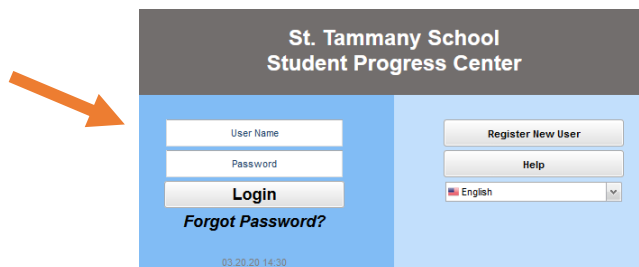 St. Tammany School
Student Progress Center
User Name
Password
Login
Forgot Password?
03.20.20 14:30
Register New User
Help
English